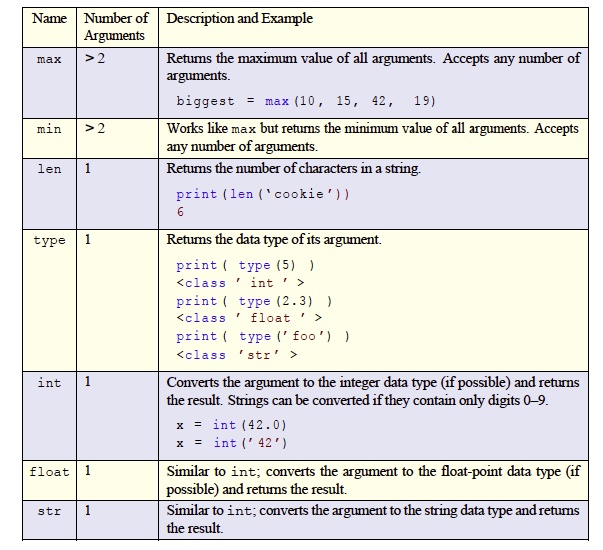 Name Number of Arguments Description and Example
max > 2 Returns the maximum value of all arguments. Accepts any number of
arguments.
biggest = max (10, 15, 42, 19)
min > 2 Works like max but returns the minimum value of all arguments. Accepts
any number of arguments.
len 1 Returns the number of characters in a string.
print (len (‘cookie’))
6
type 1 Returns the data type of its argument.
print ( type (5) )
<class ’ int ’ >
print ( type (2.3) )
<class ’ float ’ >
print ( type (’foo’) )
<class ’str’ >
int 1 Converts the argument to the integer data type (if possible) and returns
the result. Strings can be converted if they contain only digits 0–9.
x = int (42.0)
x = int (’42’)
float 1 Similar to int; converts the argument to the float-point data type (if
possible) and returns the result.
str 1 Similar to int; converts the argument to the string data type and returns
the result.